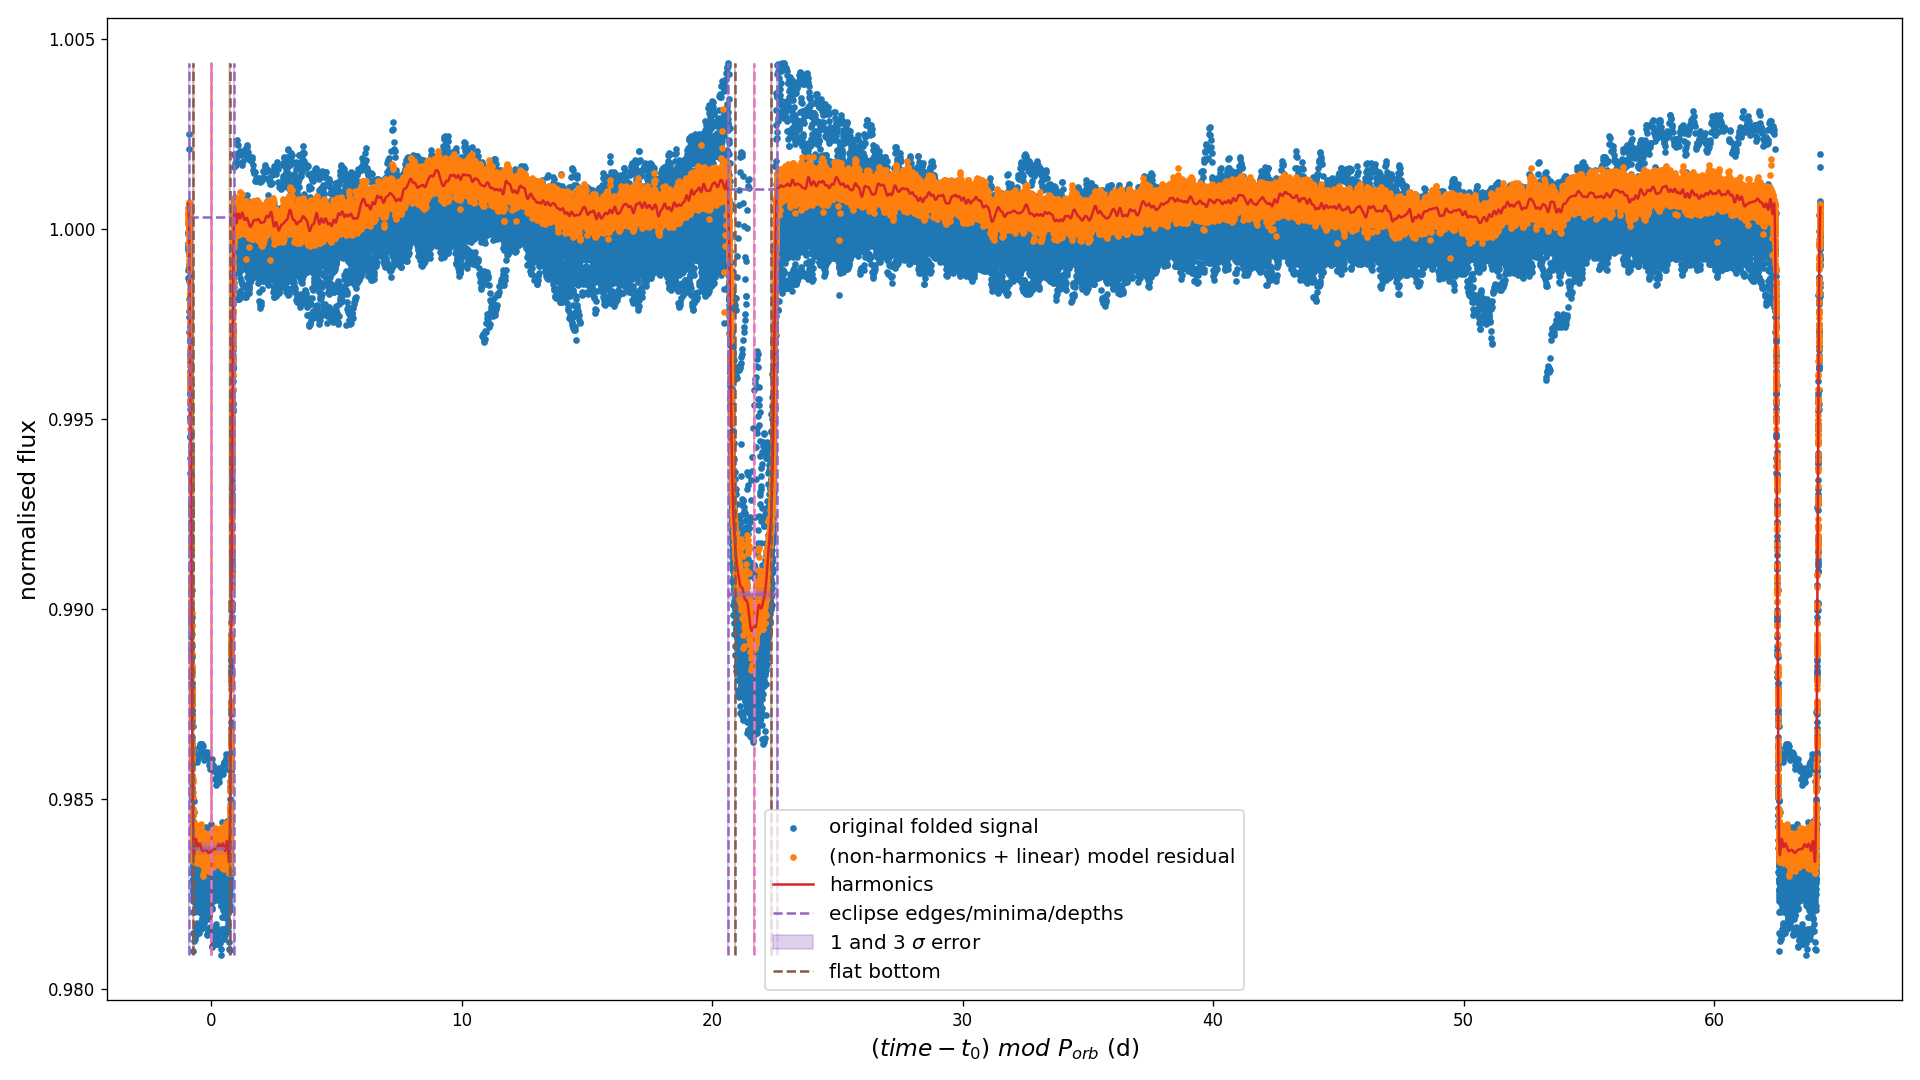 1.005
1.000
0.995
0.990
0.985
0.980
normalised flux
original folded signal
(non-harmonics + linear) model residual
harmonics
eclipse edges/minima/depths
1 and 3 σ error
flat bottom
0 10 20 30 40 50 60
(time − t₀) mod Pₒᵣb (d)